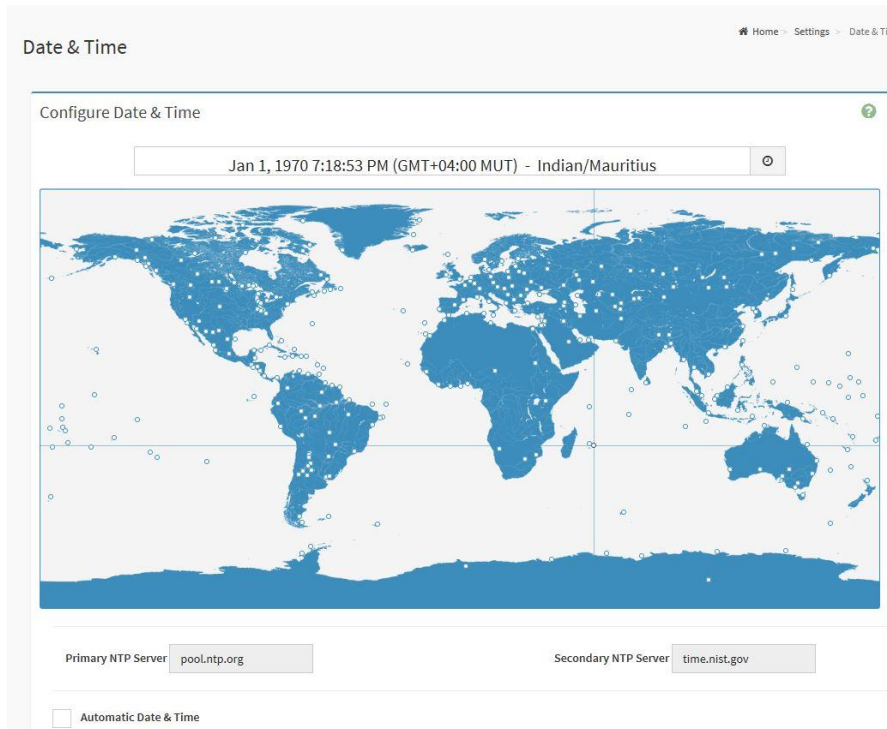 Home > Settings > Date & Ti
Date & Time
Configure Date & Time
Jan 1, 1970 7:18:53 PM (GMT+04:00 MUT) - Indian/Mauritius
Primary NTP Server pool.ntp.org Secondary NTP Server time.nist.gov
Automatic Date & Time